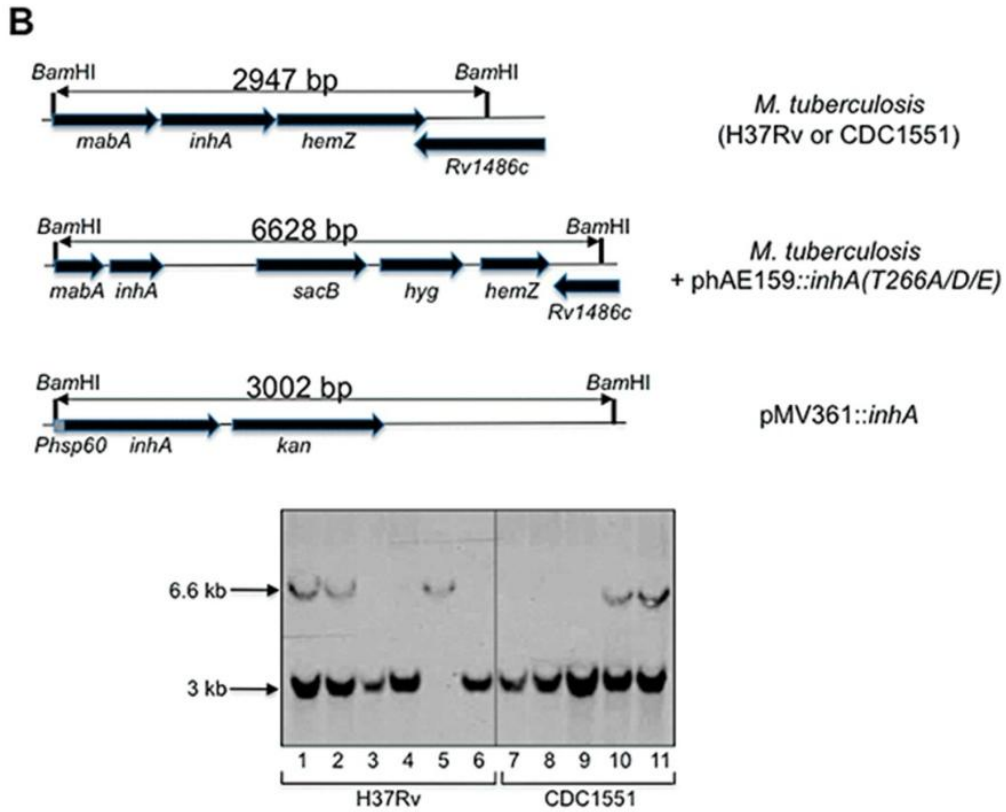 B
BamHI 2947 bp BamHI
mabA inhA hemZ
Rv1486c
M. tuberculosis
(H37Rv or CDC1551)
BamHI 6628 bp BamHI
mabA inhA sacB hyg hemZ
Rv1486c
M. tuberculosis
+ phAE159::inhA(T266A/D/E)
BamHI 3002 bp BamHI
Phsp60 inhA kan
pMV361::inhA
6.6 kb
3 kb
1 2 3 4 5 6 7 8 9 10 11
H37Rv CDC1551